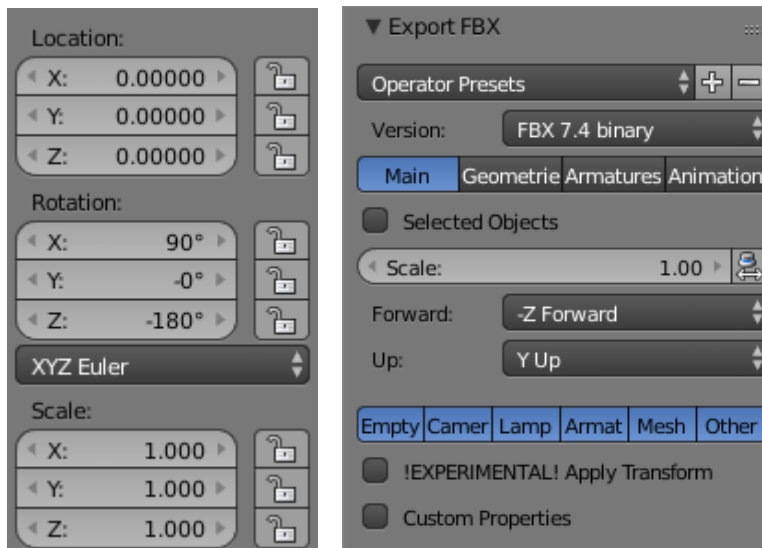 Location:
X: 0.00000
Y: 0.00000
Z: 0.00000
Rotation:
X: 90°
Y: -0°
Z: -180°
XYZ Euler
Scale:
X: 1.000
Y: 1.000
Z: 1.000
Export FBX
Operator Presets
Version: FBX 7.4 binary
Main Geometrie Armatures Animation
Selected Objects
Scale: 1.00
Forward: -Z Forward
Up: Y Up
Empty Camer Lamp Armat Mesh Other
!EXPERIMENTAL! Apply Transform
Custom Properties